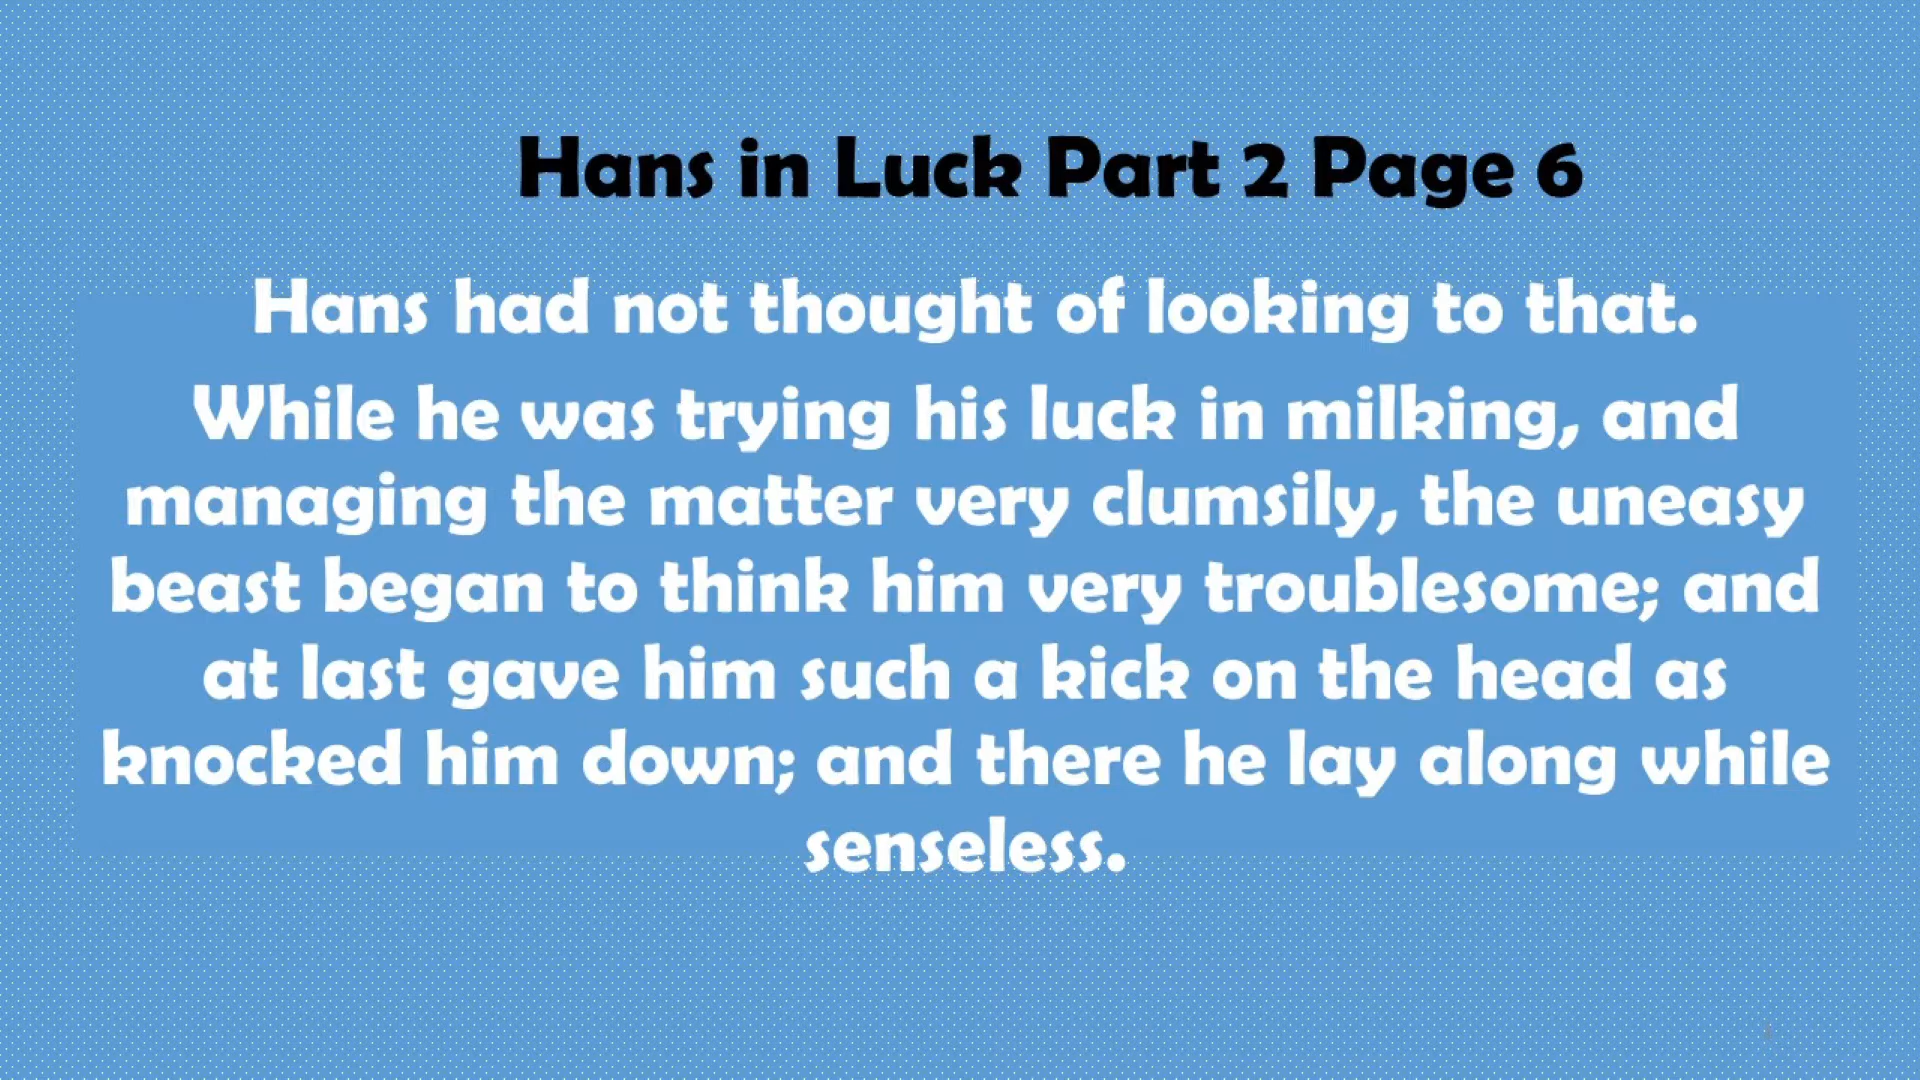 Hans in Luck Part 2 Page 6
Hans had not thought of looking to that.
While he was trying his luck in milking, and
managing the matter very clumsily, the uneasy
beast began to think him very troublesome; and
at last gave him such a kick on the head as
knocked him down; and there he lay along while
senseless.